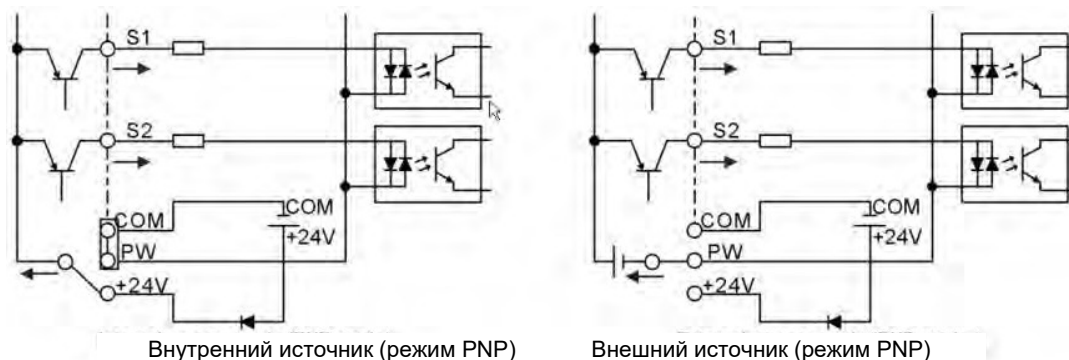 S1
S2
COM
COM
PW
+24V
+24V
S1
S2
COM
COM
PW
+24V
+24V
Внутренний источник (режим PNP)
Внешний источник (режим PNP)